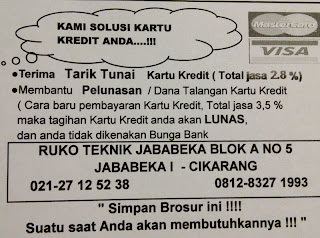 KAMI SOLUSI KARTU
KREDIT ANDA....!!!
MasterCard
VISA
•Terima Tarik Tunai Kartu Kredit ( Total jasa 2.8 %)
•Membantu Pelunasan / Dana Talangan Kartu Kredit
( Cara baru pembayaran Kartu Kredit, Total jasa 3,5 %
maka tagihan Kartu Kredit anda akan LUNAS,
dan anda tidak dikenakan Bunga Bank
RUKO TEKNIK JABABEKA BLOK A NO 5
JABABEKA I - CIKARANG
021-27 12 52 38 0812-8327 1993
" Simpan Brosur ini !!!!
Suatu saat Anda akan membutuhkannya !!! "